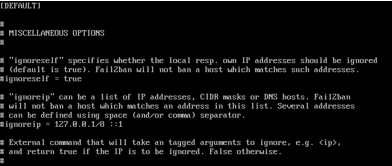 [DEFAULT]
#
# MISCELLANEOUS OPTIONS
#
# "ignoreself" specifies whether the local resp. own IP addresses should be ignored
# (default is true). Fail2ban will not ban a host which matches such addresses.
#ignoreself = true
# "ignoreip" can be a list of IP addresses, CIDR masks or DNS hosts. Fail2ban
# will not ban a host which matches an address in this list. Several addresses
# can be defined using space (and/or comma) separator.
#ignoreip = 127.0.0.1/8 ::1
# External command that will take an tagged arguments to ignore, e.g. <ip>,
# and return true if the IP is to be ignored. False otherwise.
#